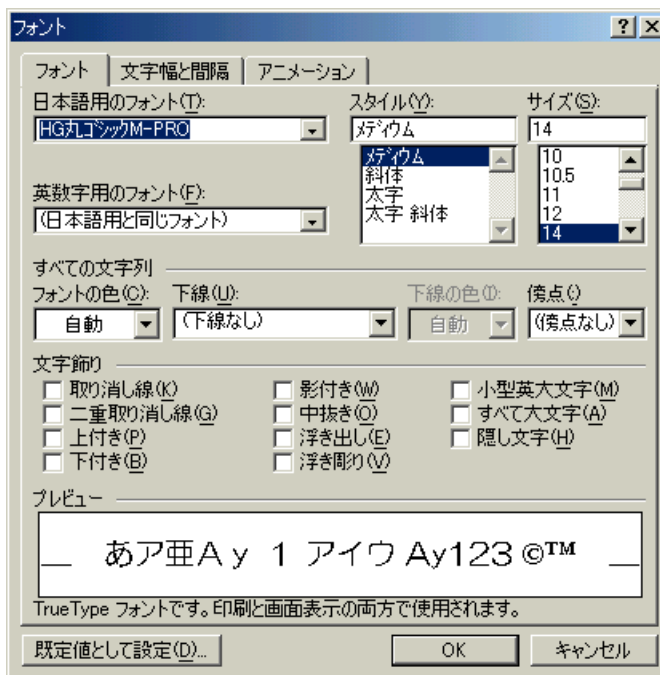 フォント
フォント 文字幅と間隔 アニメーション
日本語用のフォント(T): スタイル(Y): サイズ(S):
HG丸ゴシックM-PRO メディウム 14
メディウム 10
斜体 10.5
太字 11
太字 斜体 12
14
英数字用のフォント(F):
(日本語用と同じフォント)
すべての文字列
フォントの色(C): 下線(U): 下線の色(I): 傍点(·)
自動 (下線なし) 自動 (傍点なし)
文字飾り
取り消し線(K) 影付き(W) 小型英大文字(M)
二重取り消し線(G) 中抜き(O) すべて大文字(A)
上付き(P) 浮き出し(E) 隠し文字(H)
下付き(B) 浮き彫り(V)
プレビュー
あア亜Ay 1 アイウ Ay123 ©™
TrueType フォントです。印刷と画面表示の両方で使用されます。
既定値として設定(D)... OK キャンセル